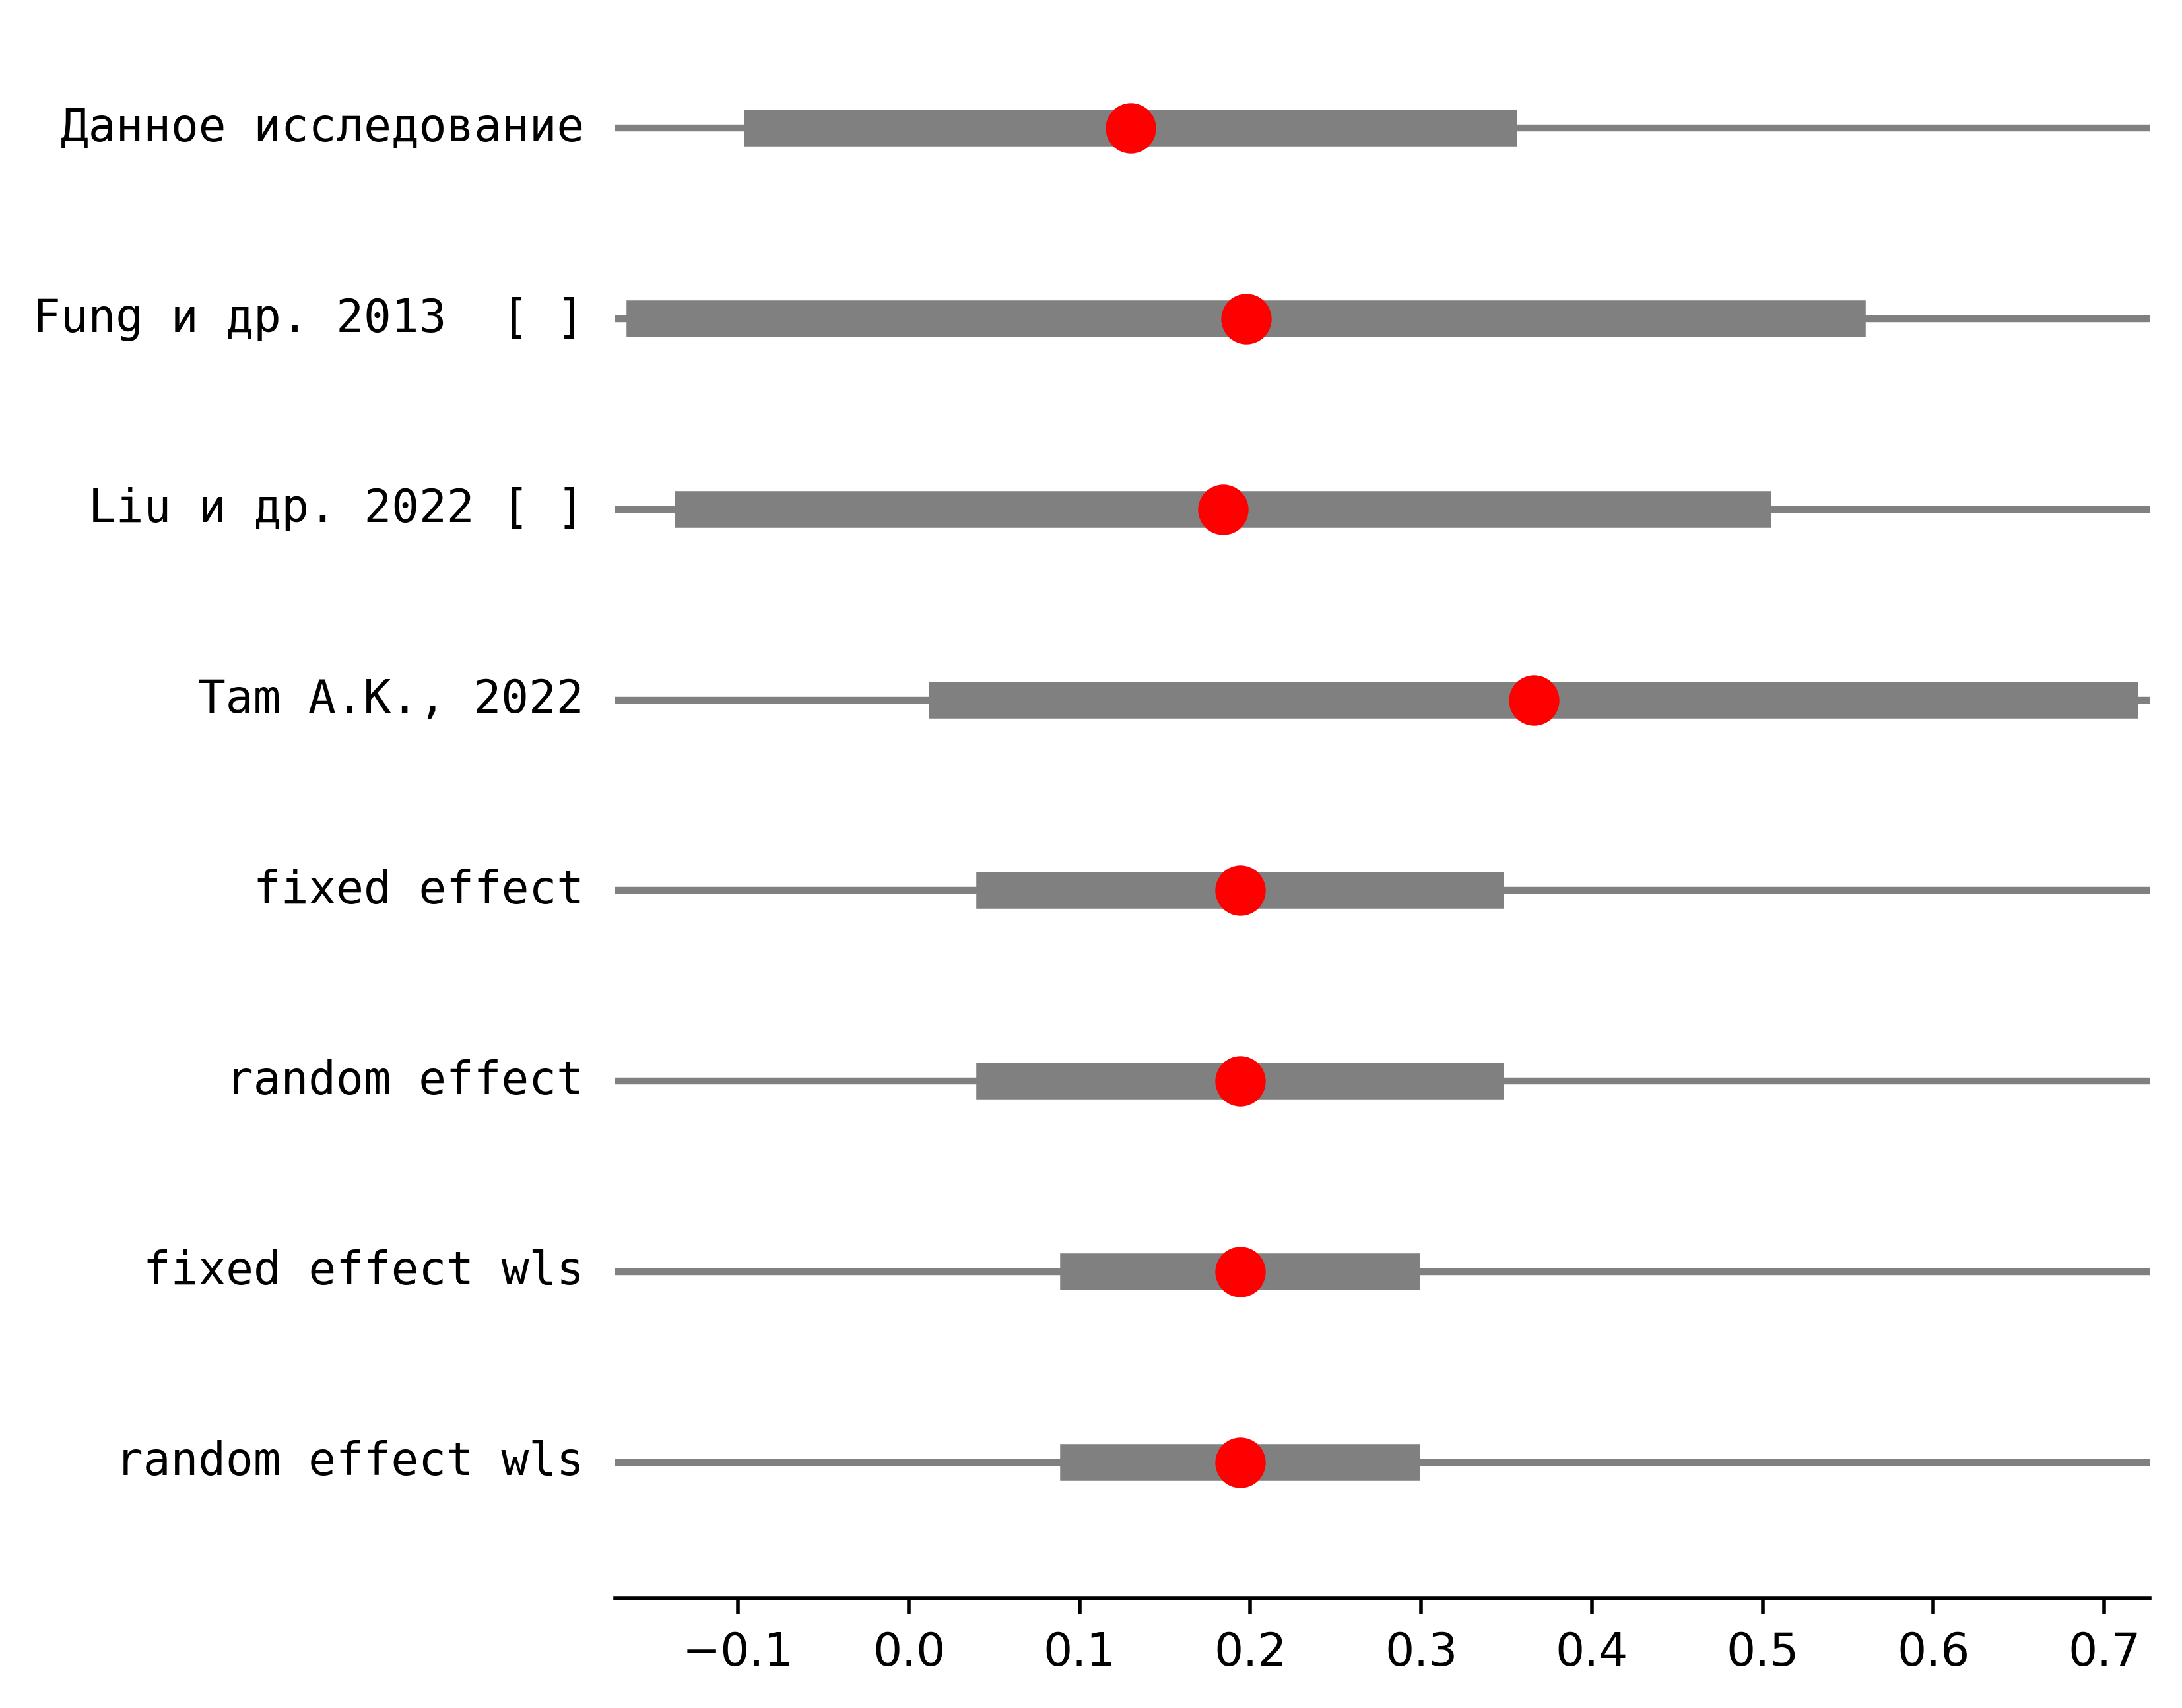 Данное исследование
Fung и др. 2013  [ ]
Liu и др. 2022 [ ]
Tam A.K., 2022
fixed effect
random effect
fixed effect wls
random effect wls
−0.1 0.0 0.1 0.2 0.3 0.4 0.5 0.6 0.7